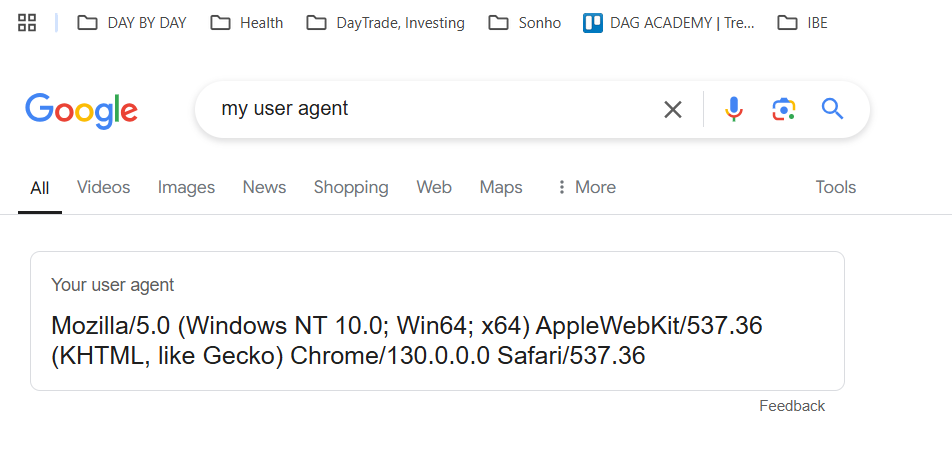 DAY BY DAY Health DayTrade, Investing Sonho DAG ACADEMY | Tre... IBE
Google my user agent
All Videos Images News Shopping Web Maps More Tools
Your user agent
Mozilla/5.0 (Windows NT 10.0; Win64; x64) AppleWebKit/537.36
(KHTML, like Gecko) Chrome/130.0.0.0 Safari/537.36
Feedback